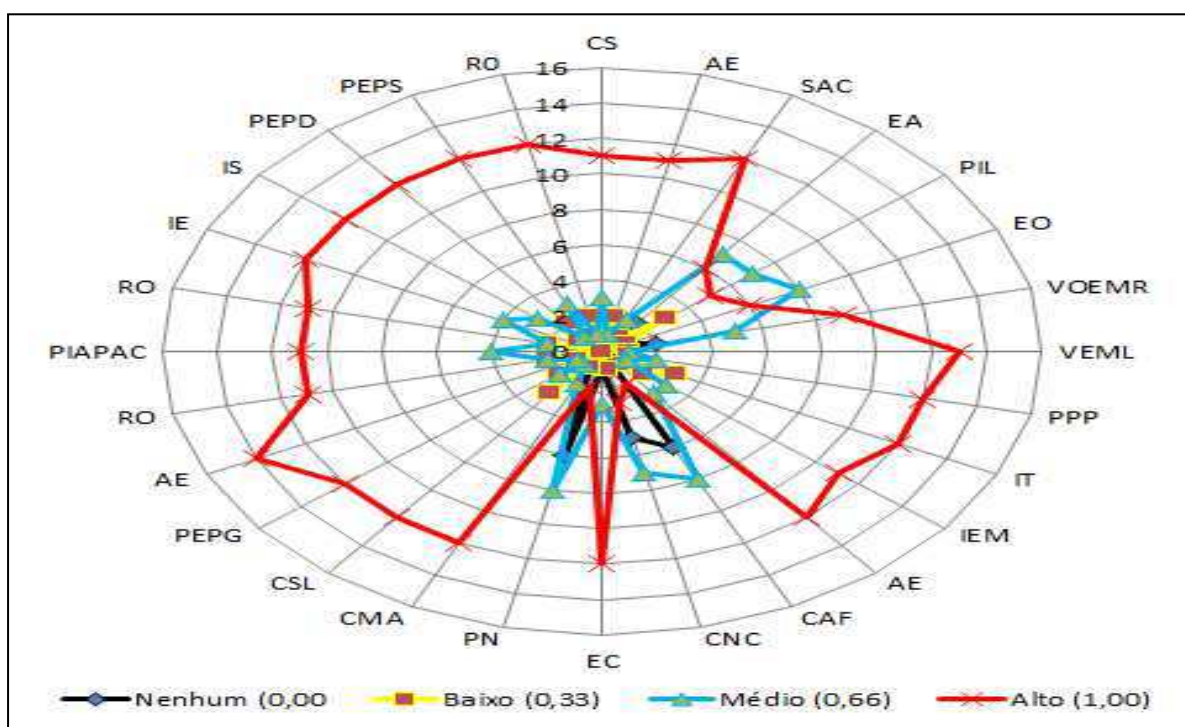 CS
R0
AE
PEPS
SAC
PEPD
EA
IS
PIL
IE
EO
RO
VOEMR
PIAPAC
VEML
RO
PPP
AE
IT
PEPG
IEM
CSL
AE
CMA
CAF
PN
CNC
EC
16
14
12
10
8
6
4
2
0
Nenhum (0,00
Baixo (0,33)
Médio (0,66)
Alto (1,00)